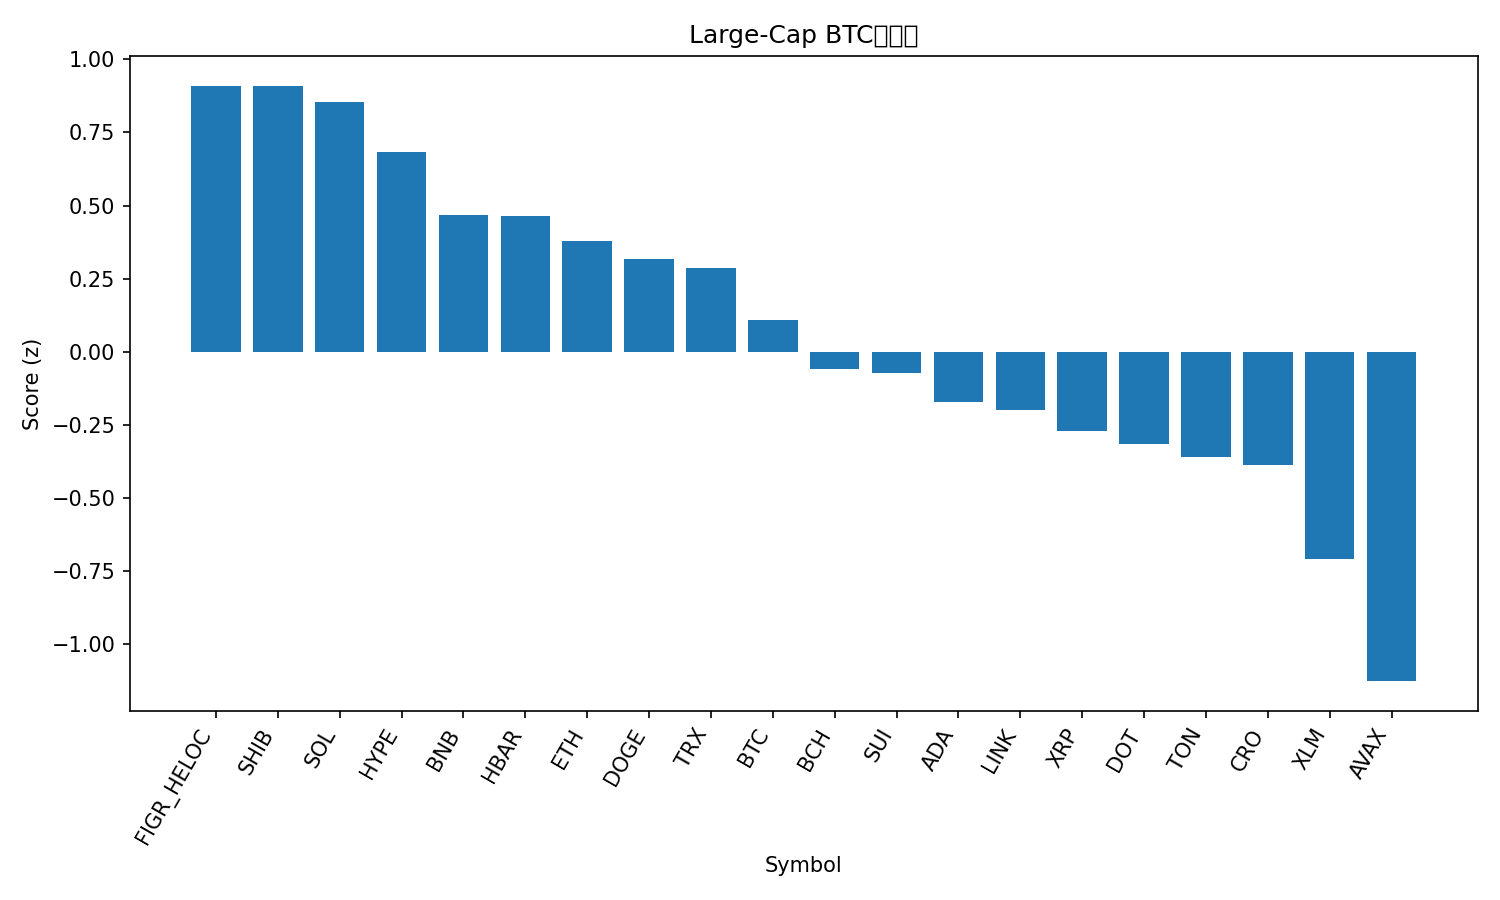 Large-Cap BTC
1.00
0.75
0.50
0.25
0.00
−0.25
−0.50
−0.75
−1.00
Score (z)
FIGR_HELOC
SHIB
SOL
HYPE
BNB
HBAR
ETH
DOGE
TRX
BTC
BCH
SUI
ADA
LINK
XRP
DOT
TON
CRO
XLM
AVAX
Symbol